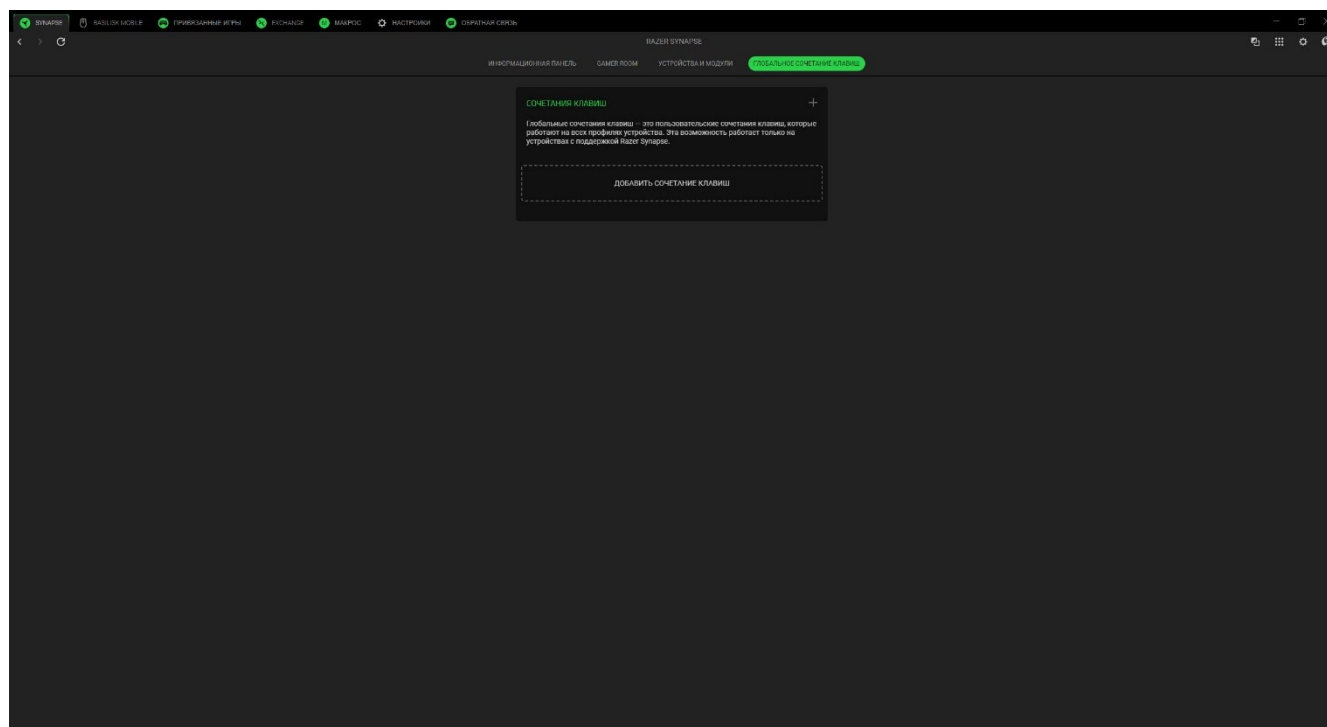 SYNAPSE BASILISK MOBILE ПРИВЯЗАННЫЕ ИГРЫ EXCHANGE МАКРОС НАСТРОЙКИ ОБРАТНАЯ СВЯЗЬ
RAZER SYNAPSE
ИНФОРМАЦИОННАЯ ПАНЕЛЬ GAMER ROOM УСТРОЙСТВА И МОДУЛИ ГЛОБАЛЬНОЕ СОЧЕТАНИЕ КЛАВИШ
СОЧЕТАНИЯ КЛАВИШ
Глобальные сочетания клавиш — это пользовательские сочетания клавиш, которые
работают на всех профилях устройства. Эта возможность работает только на
устройствах с поддержкой Razer Synapse.
ДОБАВИТЬ СОЧЕТАНИЕ КЛАВИШ